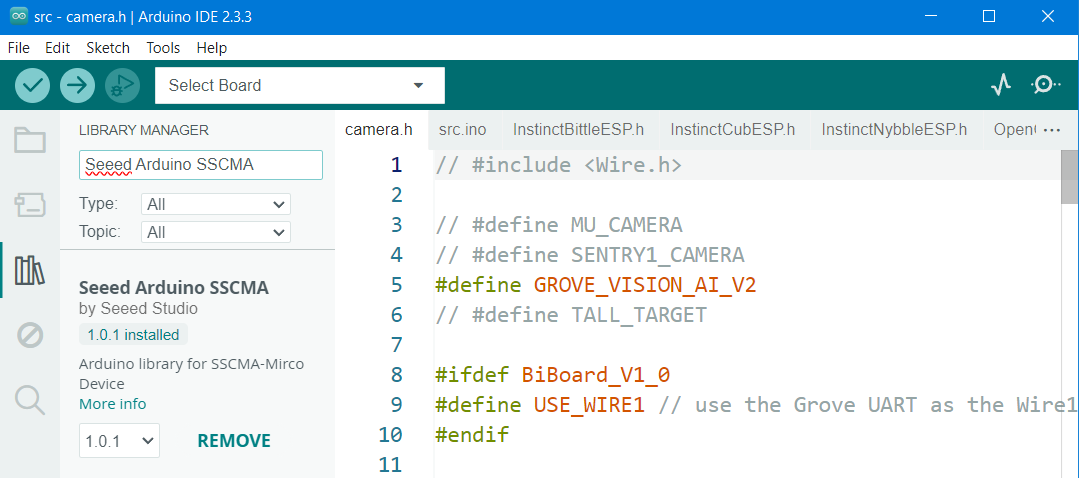 src - camera.h | Arduino IDE 2.3.3
File Edit Sketch Tools Help
Select Board
LIBRARY MANAGER
Seeed Arduino SSCMA
Type: All
Topic: All
Seeed Arduino SSCMA
by Seeed Studio
1.0.1 installed
Arduino library for SSCMA-Mirco
Device
More info
1.0.1 REMOVE
camera.h src.ino InstinctBittleESP.h InstinctCubESP.h InstinctNybbleESP.h Open
1 // #include <Wire.h>
2
3 // #define MU_CAMERA
4 // #define SENTRY1_CAMERA
5 #define GROVE_VISION_AI_V2
6 // #define TALL_TARGET
7
8 #ifdef BiBoard_V1_0
9 #define USE_WIRE1 // use the Grove UART as the Wire1
10 #endif
11